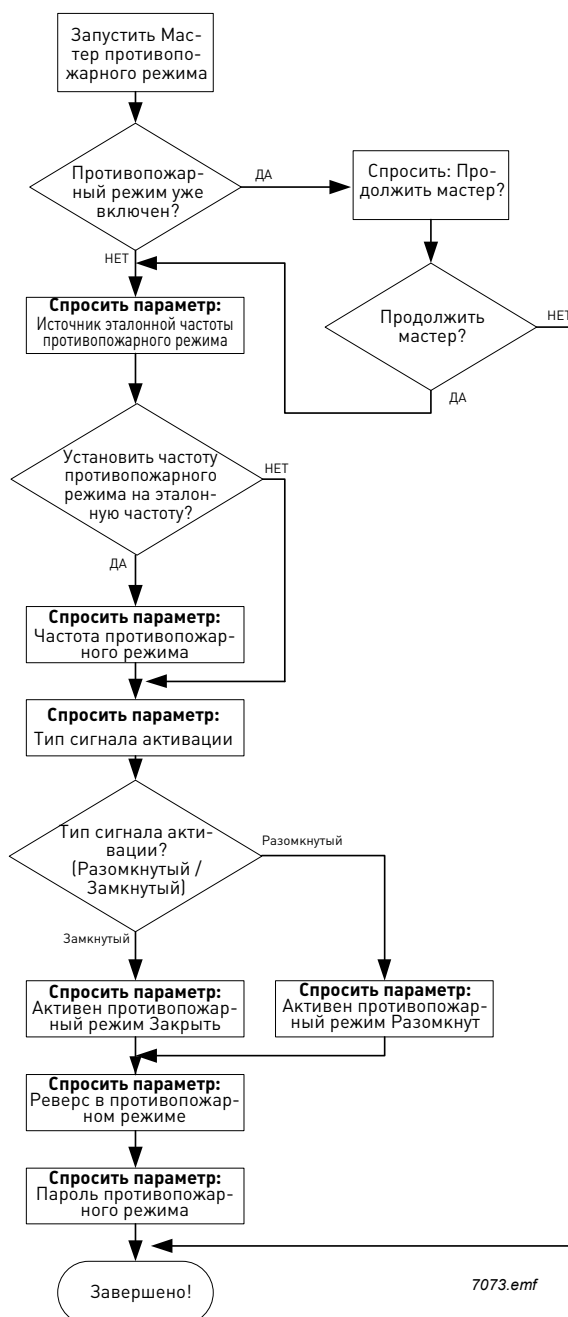 Запустить Мас-
тер противопо-
жарного режима
Противопожар-
ный режим уже
включен?
ДА
Спросить: Про-
должить мастер?
НЕТ
Продолжить
мастер?
НЕТ
ДА
Спросить параметр:
Источник эталонной частоты
противопожарного режима
Установить частоту
противопожарного
режима на эталон-
ную частоту?
НЕТ
ДА
Спросить параметр:
Частота противопожар-
ного режима
Спросить параметр:
Тип сигнала активации
Тип сигнала акти-
вации?
(Разомкнутый /
Замкнутый)
Разомкнутый
Замкнутый
Спросить параметр:
Активен противопожар-
ный режим Закрыть
Спросить параметр:
Активен противопожар-
ный режим Разомкнут
Спросить параметр:
Реверс в противопожар-
ном режиме
Спросить параметр:
Пароль противопожар-
ного режима
Завершено!
7073.emf